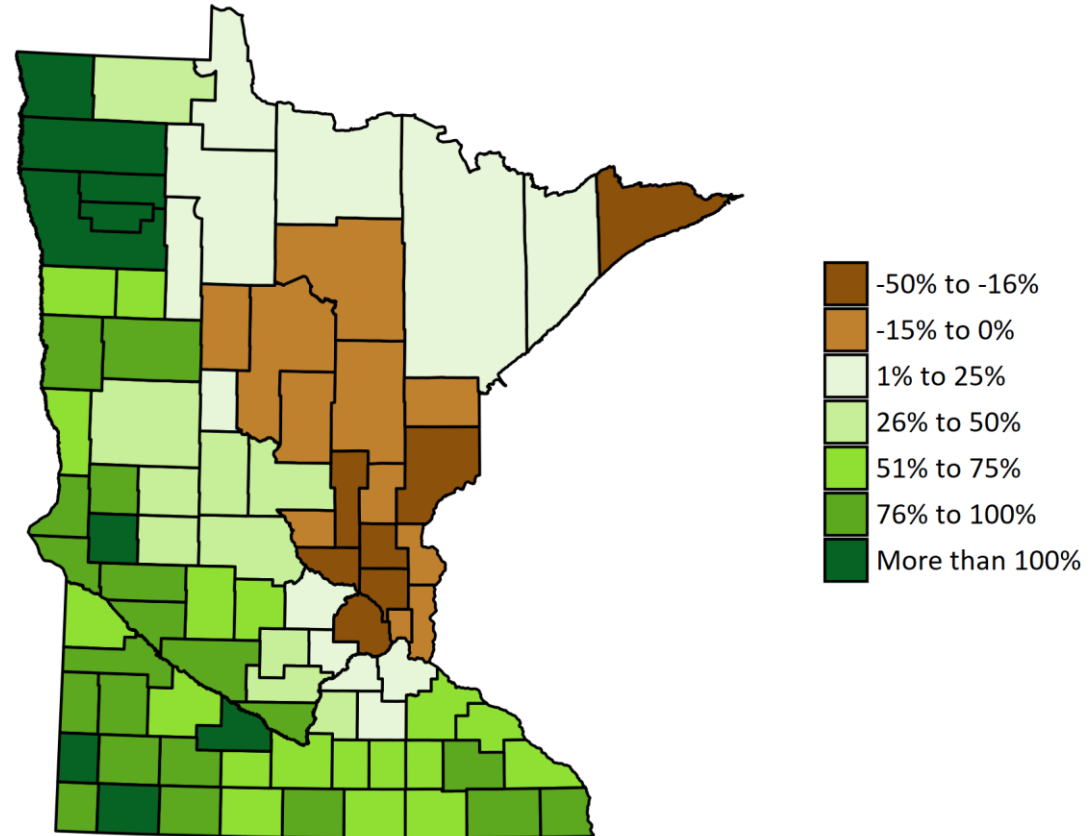 -50% to -16%
-15% to 0%
1% to 25%
26% to 50%
51% to 75%
76% to 100%
More than 100%